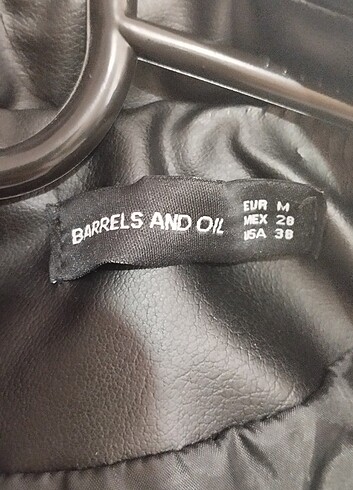 BARRELS AND OIL
EUR M
MEX 28
USA 38